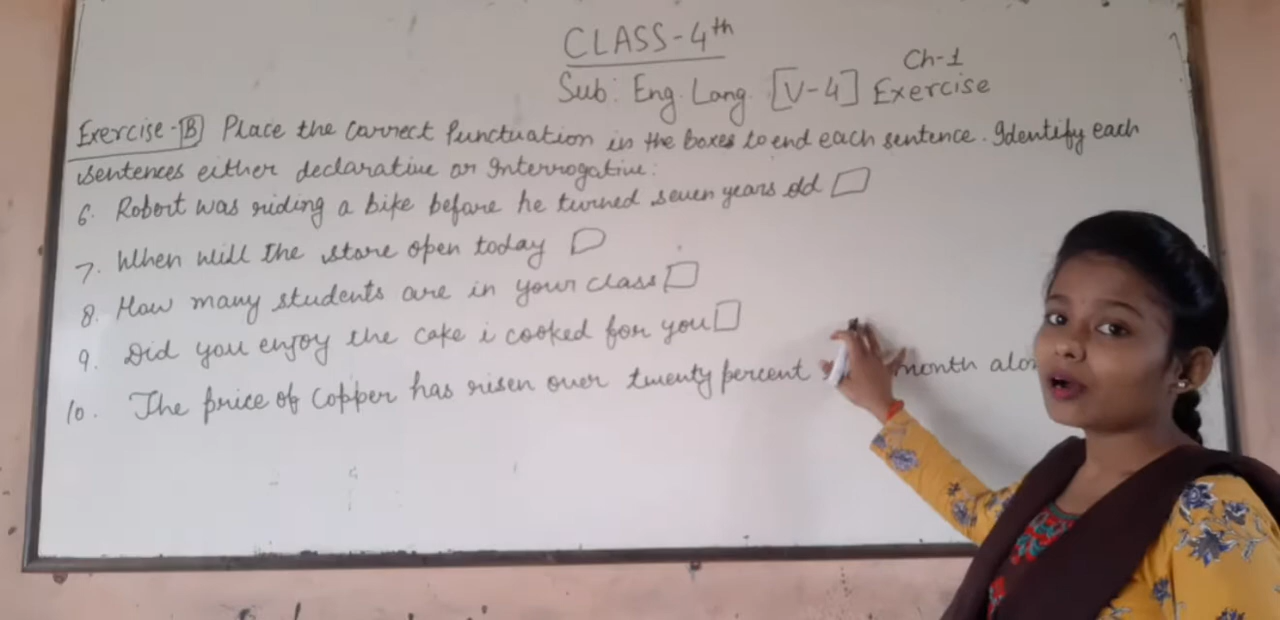 CLASS-4th
Ch-1
Sub: Eng. Lang. [V-4] Exercise
Exercise-B Place the Correct Punctuation in the boxes to end each sentence. Identify each
sentences either declarative or Interrogative:
6. Robert was riding a bike before he turned seven years old
7. When will the store open today
8. How many students are in your class
9. Did you enjoy the cake i cooked for you
10. The price of Copper has risen over twenty percent month